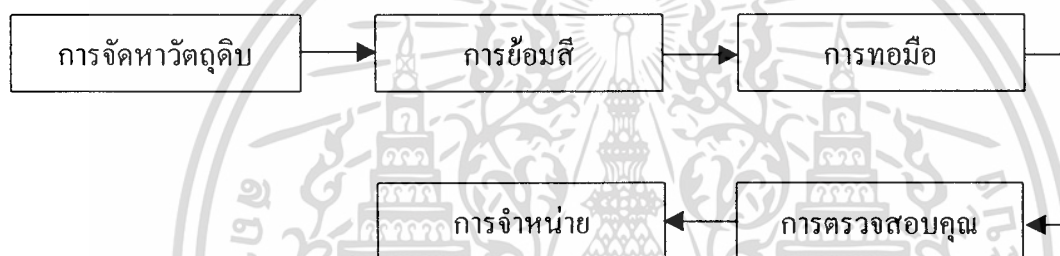 การจัดหาวัตถุดิบ
การย้อมสี
การทอมือ
การตรวจสอบคุณ
การจำหน่าย